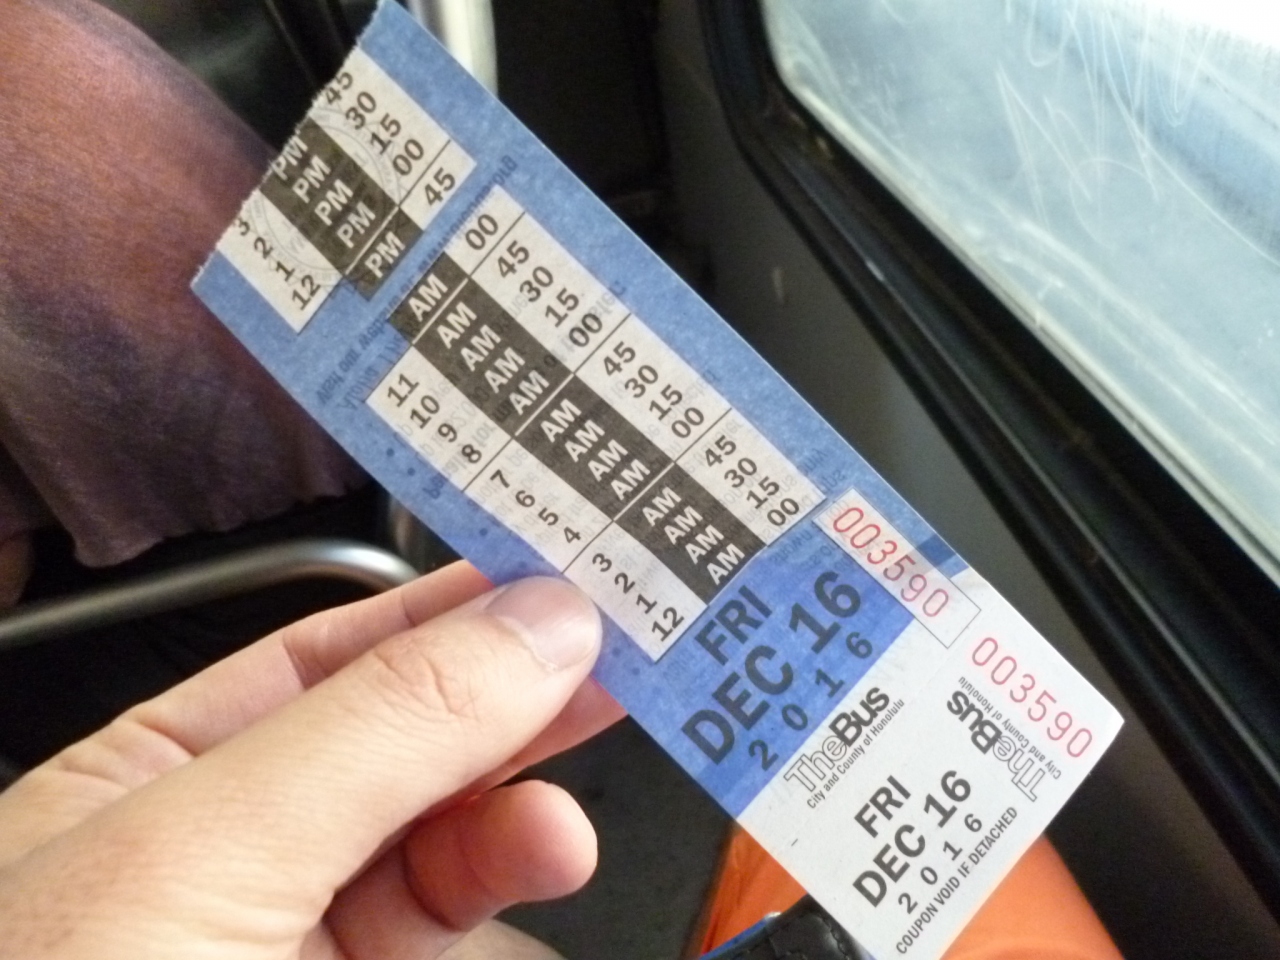 45
30
15
00
45
PM
PM
PM
PM
PM
3
2
1
12
00
45
30
15
00
AM
AM
AM
AM
AM
11
10
9
8
45
30
15
00
AM
AM
AM
AM
7
6
5
4
45
30
15
00
AM
AM
AM
AM
3
2
1
12
003590
FRI
DEC 16
2016
TheBus
City and County of Honolulu
003590
TheBus
City and County of Honolulu
FRI
DEC 16
2016
COUPON VOID IF DETACHED